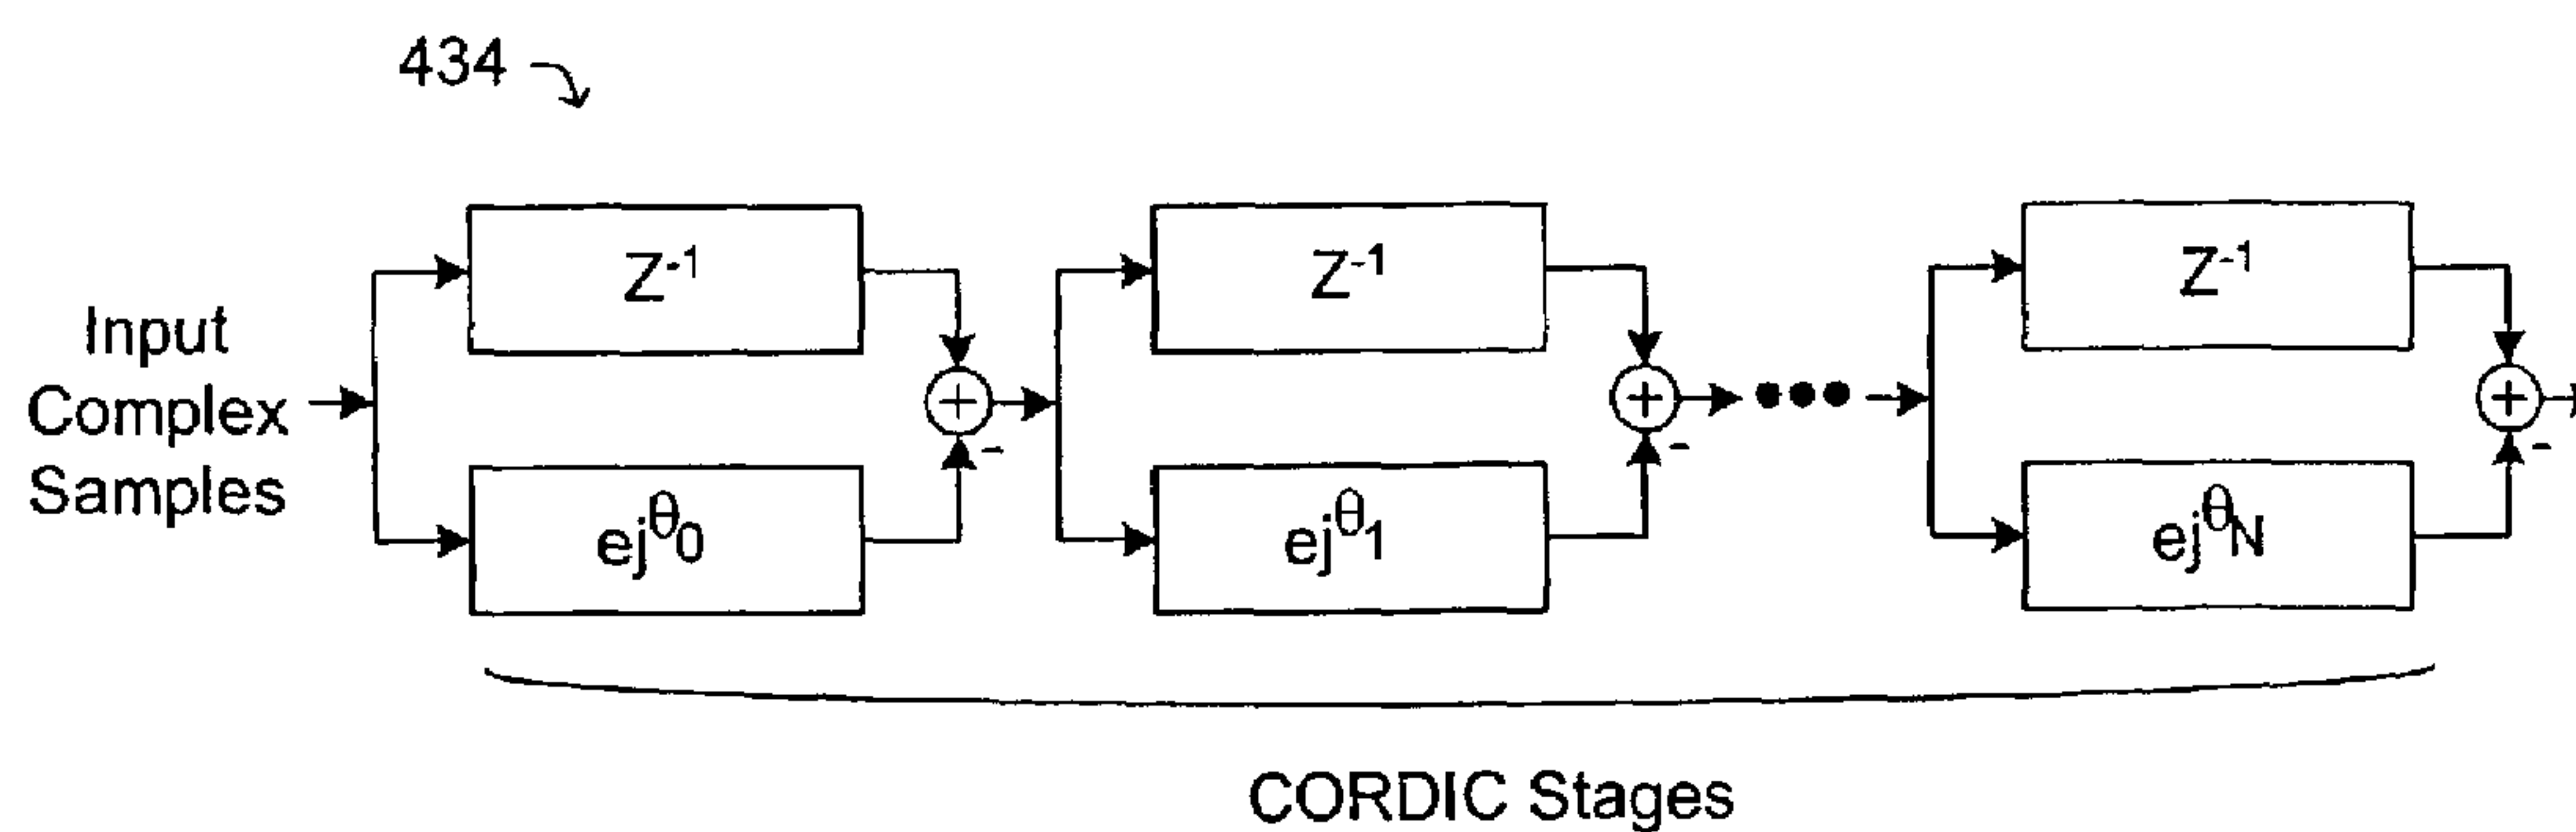 434
Input
Complex
Samples
Z⁻¹
Z⁻¹
Z⁻¹
+
-
+
-
+
-
ejᶿ0
ejᶿ1
ejᶿN
CORDIC Stages